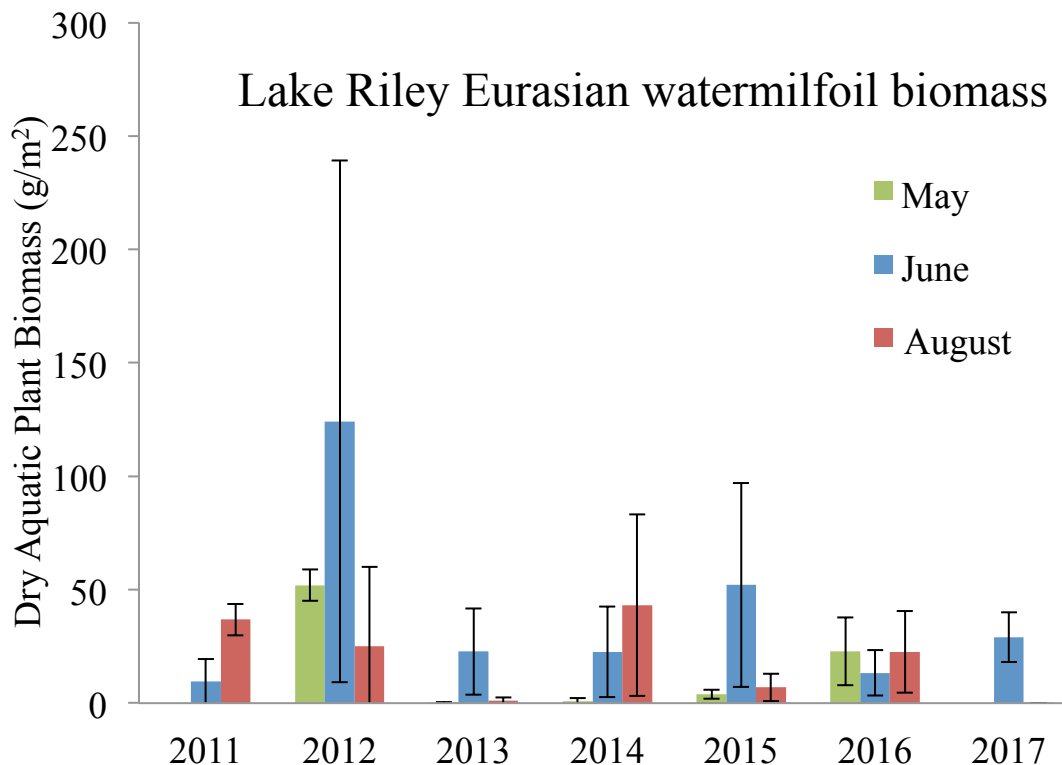 Lake Riley Eurasian watermilfoil biomass
Dry Aquatic Plant Biomass (g/m²)
300
250
200
150
100
50
0
May
June
August
2011 2012 2013 2014 2015 2016 2017